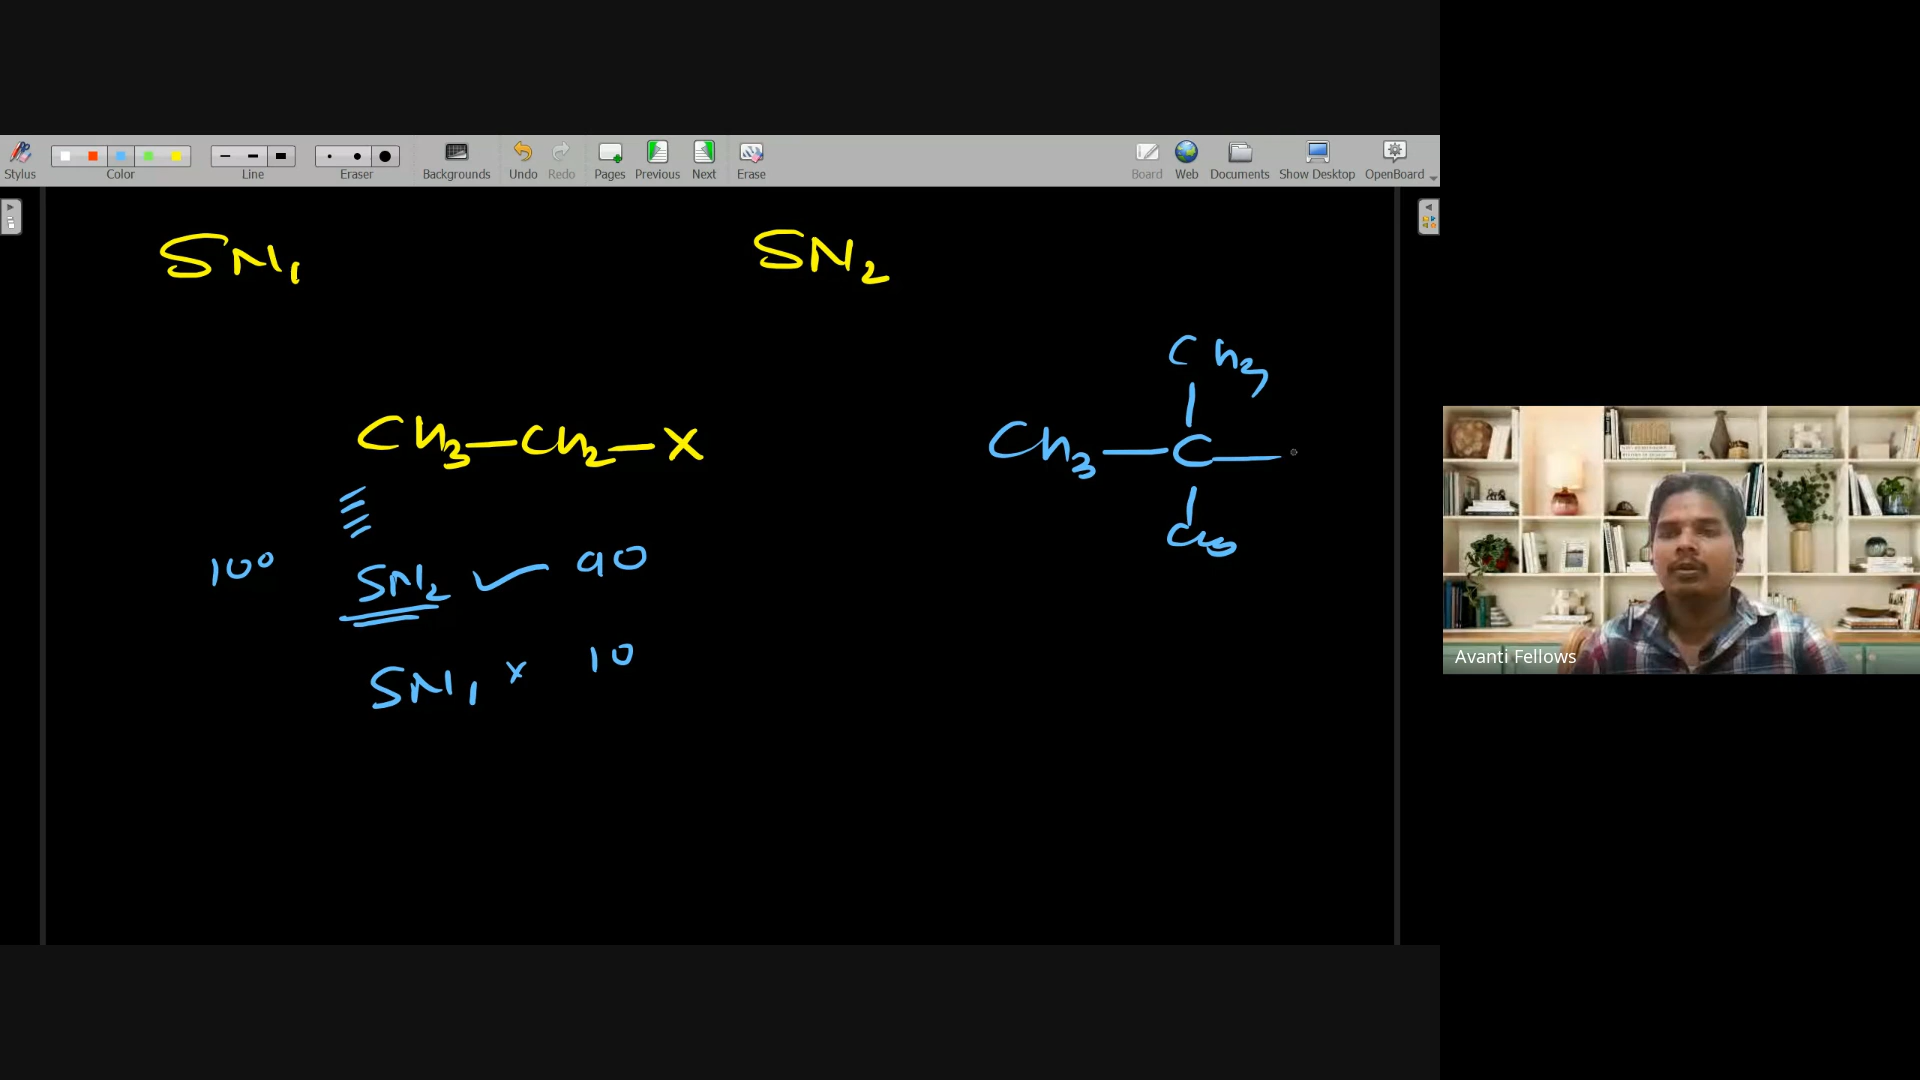 Stylus Color Line Eraser Backgrounds Undo Redo Pages Previous Next Erase Board Web Documents Show Desktop OpenBoard
SN1 SN2
CH3
CH3—CH2—X
CH3—C—
CH3
100 SN2 ✓ 90
SN1 x 10
Avanti Fellows